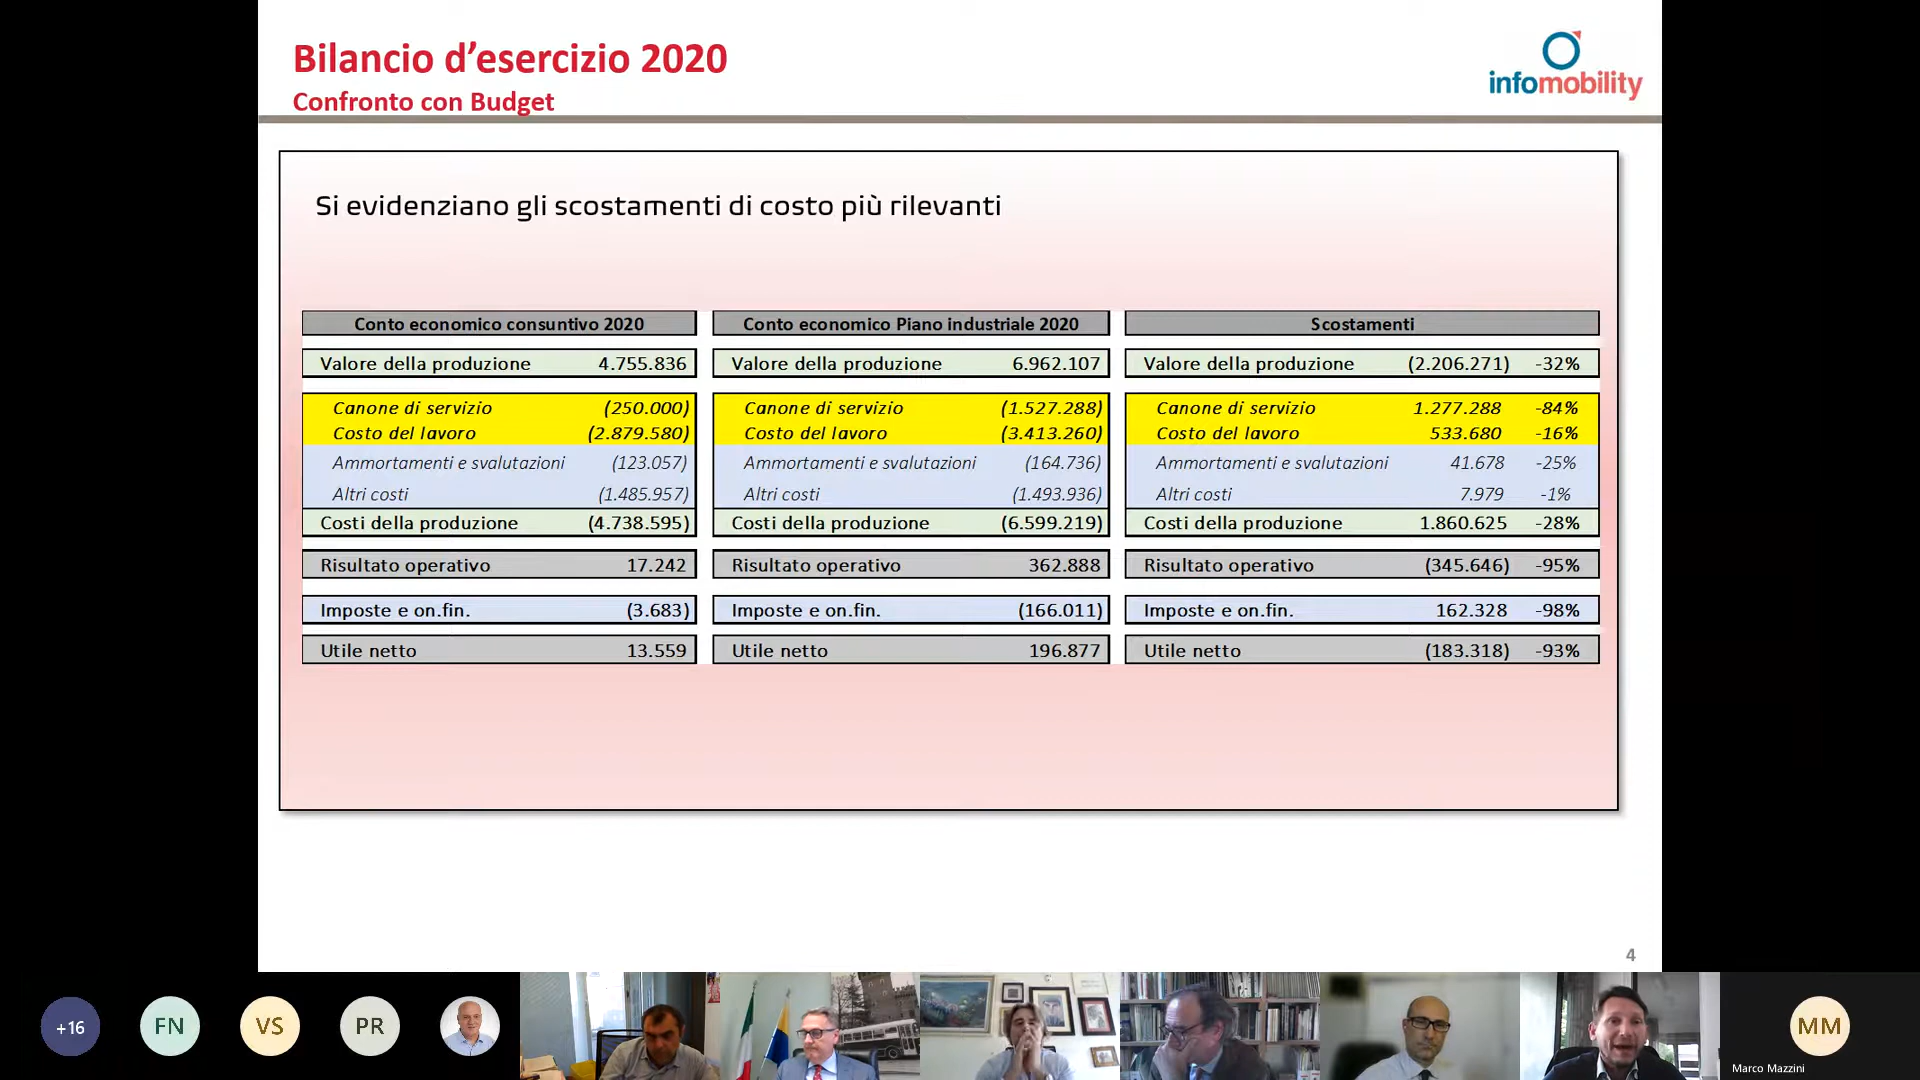 Bilancio d'esercizio 2020
Confronto con Budget
infomobility
Si evidenziano gli scostamenti di costo più rilevanti
Conto economico consuntivo 2020 Conto economico Piano industriale 2020 Scostamenti
Valore della produzione 4.755.836 Valore della produzione 6.962.107 Valore della produzione (2.206.271) -32%
Canone di servizio (250.000) Canone di servizio (1.527.288) Canone di servizio 1.277.288 -84%
Costo del lavoro (2.879.580) Costo del lavoro (3.413.260) Costo del lavoro 533.680 -16%
Ammortamenti e svalutazioni (123.057) Ammortamenti e svalutazioni (164.736) Ammortamenti e svalutazioni 41.678 -25%
Altri costi (1.485.957) Altri costi (1.493.936) Altri costi 7.979 -1%
Costi della produzione (4.738.595) Costi della produzione (6.599.219) Costi della produzione 1.860.625 -28%
Risultato operativo 17.242 Risultato operativo 362.888 Risultato operativo (345.646) -95%
Imposte e on.fin. (3.683) Imposte e on.fin. (166.011) Imposte e on.fin. 162.328 -98%
Utile netto 13.559 Utile netto 196.877 Utile netto (183.318) -93%
4
+16 FN VS PR MM
Marco Mazzini